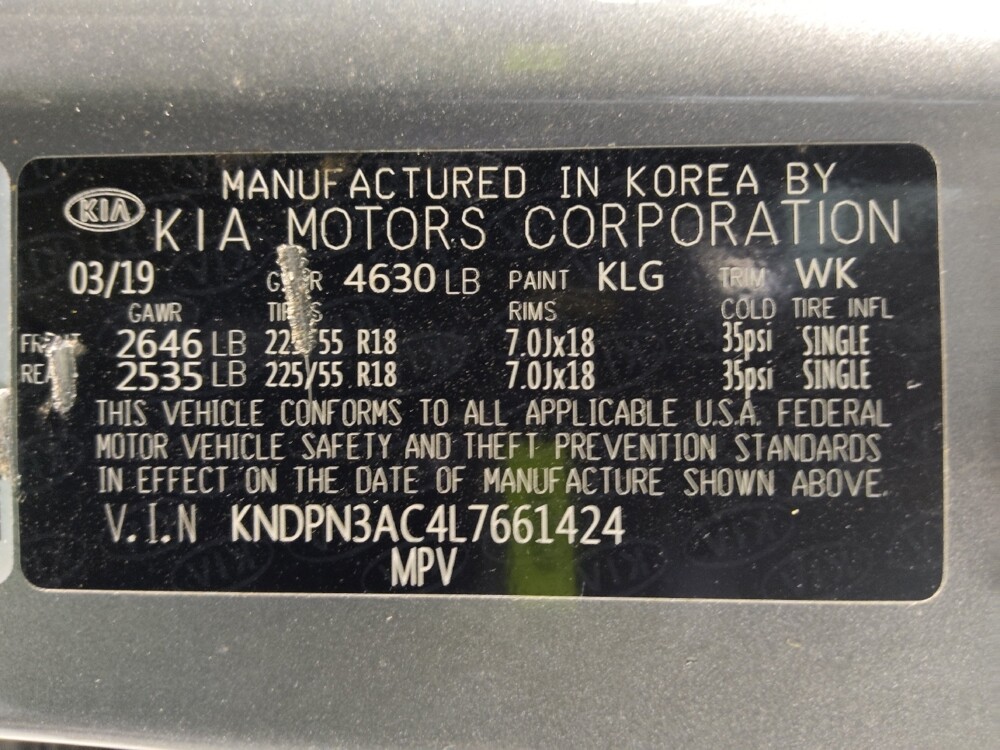 MANUFACTURED IN KOREA BY
KIA KIA MOTORS CORPORATION
03/19 4630 LB PAINT KLG TRIM WK
GAWR RIMS COLD TIRE INFL
2646 LB 225/55 R18 7.0Jx18 35psi SINGLE
2535 LB 225/55 R18 7.0Jx18 35psi SINGLE
THIS VEHICLE CONFORMS TO ALL APPLICABLE U.S.A. FEDERAL
MOTOR VEHICLE SAFETY AND THEFT PREVENTION STANDARDS
IN EFFECT ON THE DATE OF MANUFACTURE SHOWN ABOVE.
V.I.N KNDPN3AC4L7661424
MPV